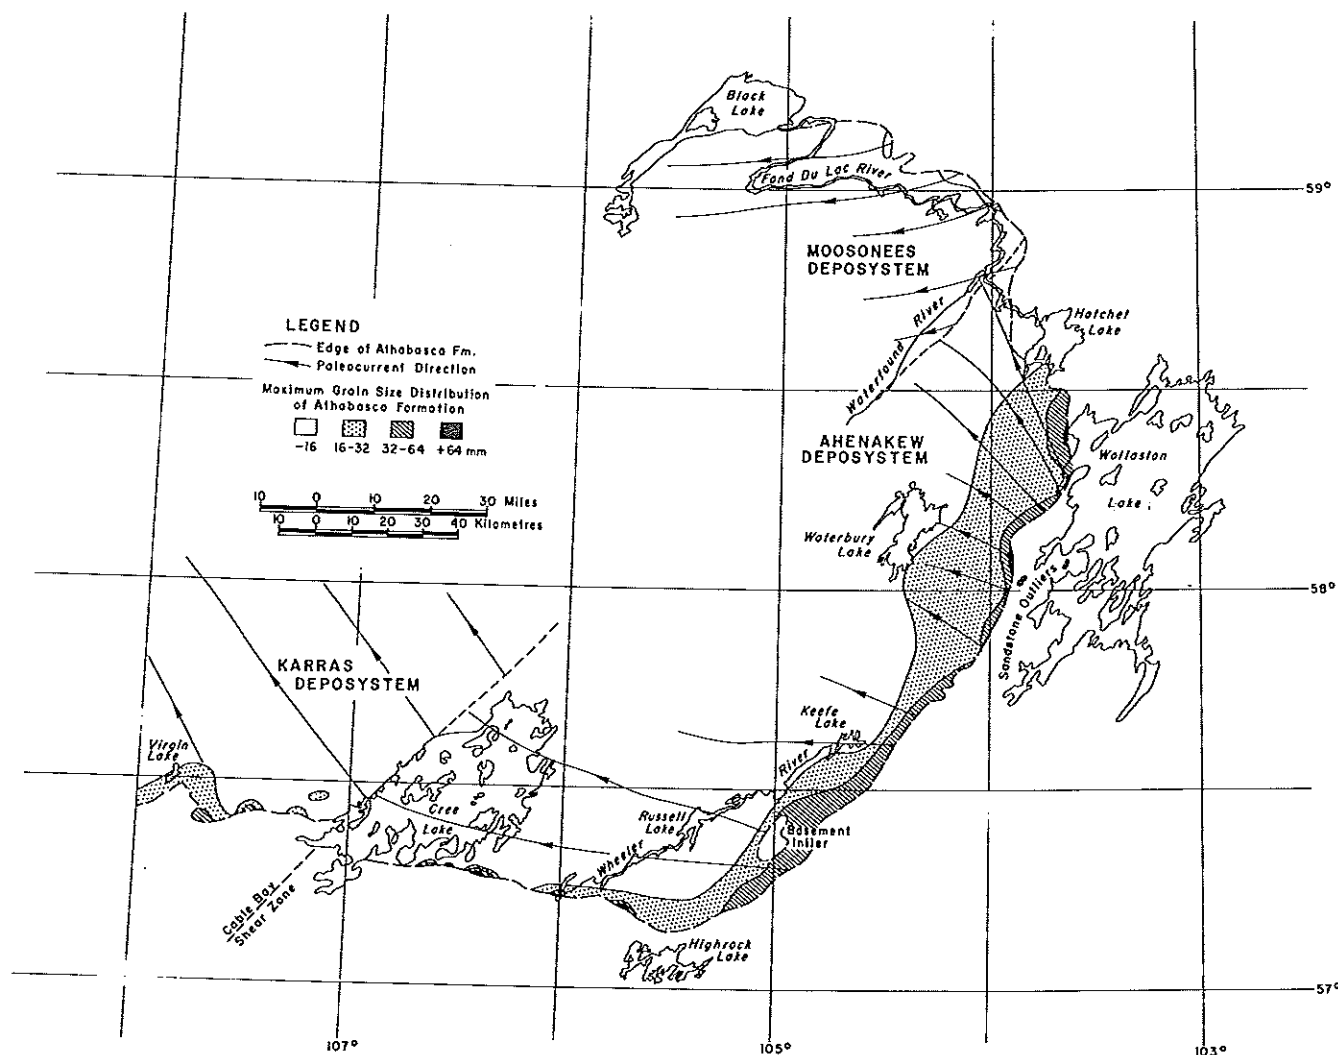 Black
Lake
Fond Du Lac River
59°
MOOSONEES
DEPOSYSTEM
Hatchet
Lake
Waterfound River
LEGEND
Edge of Athabasca Fm.
Paleocurrent Direction
Maximum Grain Size Distribution
of Athabasca Formation
-16 16-32 32-64 +64 mm
AHENAKEW
DEPOSYSTEM
Wollaston
Lake
10 0 10 20 30 Miles
10 0 10 20 30 40 Kilometres
Waterbury
Lake
58°
Sandstone Outliers
KARRAS
DEPOSYSTEM
Keefe
Lake
Virgin
Lake
River
Cree
Lake
Russell
Lake
Basement
Inlier
Wheeler
Cable Bay
Shear Zone
Highrock
Lake
57°
107°
105°
103°